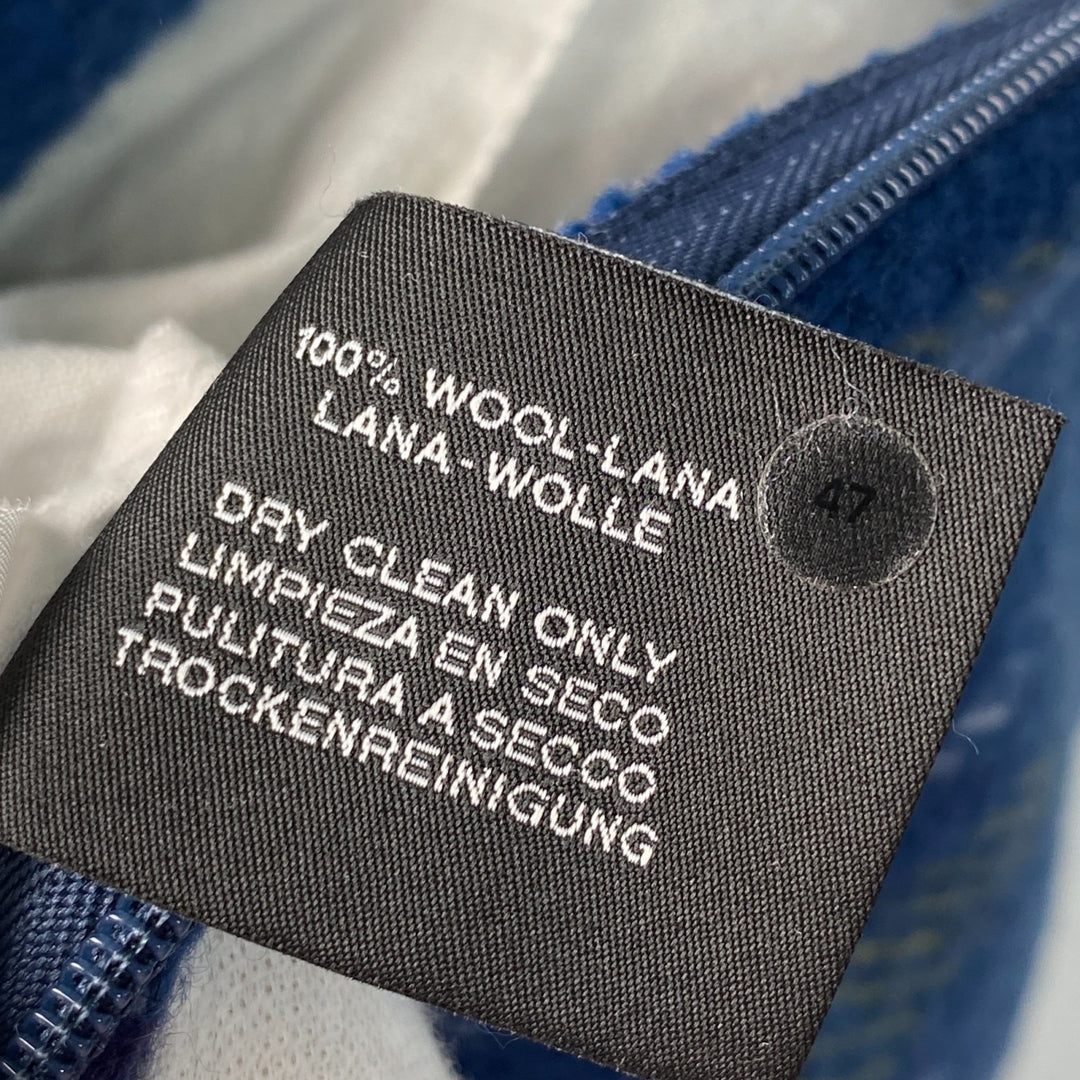 100% WOOL-LANA
LANA-WOLLE
47
DRY CLEAN ONLY
LIMPIEZA EN SECO
PULITURA A SECCO
TROCKENREINIGUNG